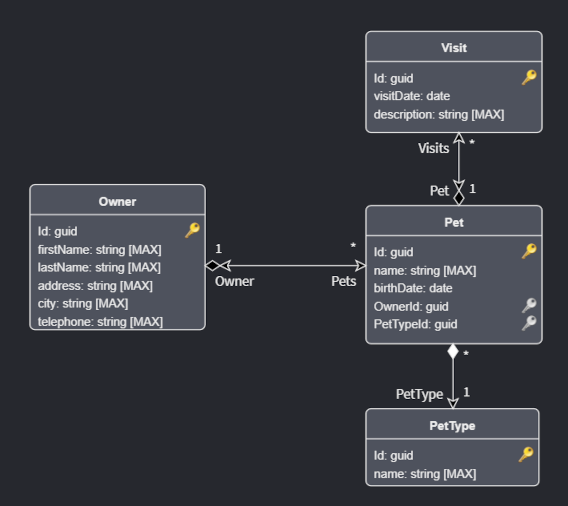 Visit
Id: guid
visitDate: date
description: string [MAX]
Visits
*
Pet
1
Owner
Id: guid
firstName: string [MAX]
lastName: string [MAX]
address: string [MAX]
city: string [MAX]
telephone: string [MAX]
1
Owner
*
Pets
Pet
Id: guid
name: string [MAX]
birthDate: date
OwnerId: guid
PetTypeId: guid
*
PetType
1
PetType
Id: guid
name: string [MAX]